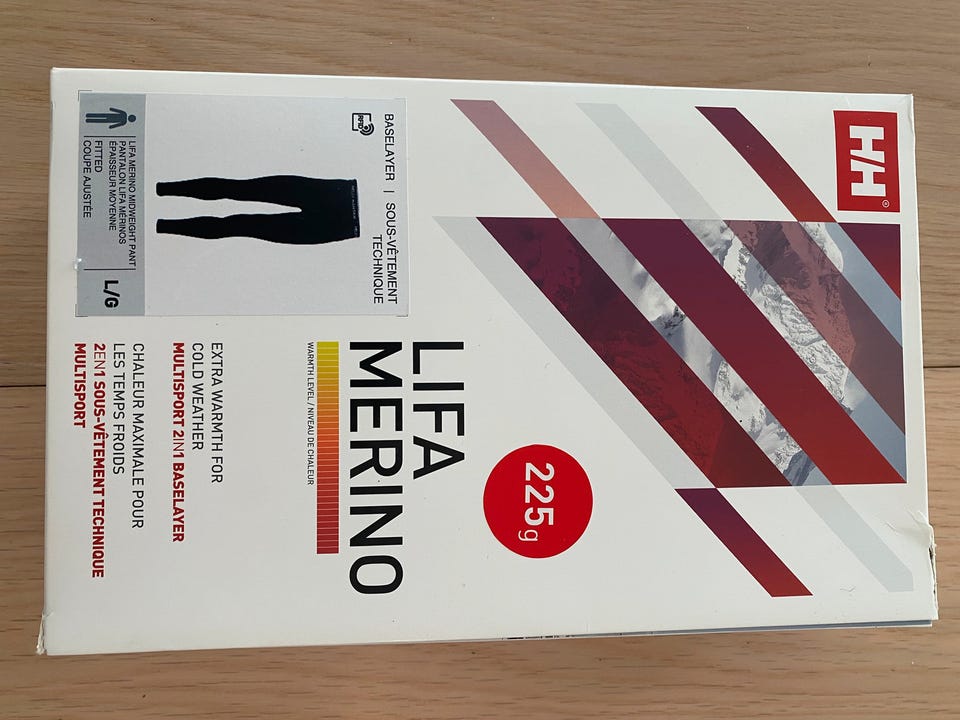 H/H®
225g
LIFA
MERINO
WARMTH LEVEL / NIVEAU DE CHALEUR
EXTRA WARMTH FOR
COLD WEATHER
MULTISPORT 2IN1 BASELAYER
CHALEUR MAXIMALE POUR
LES TEMPS FROIDS
2EN1 SOUS-VÊTEMENT TECHNIQUE
MULTISPORT
BASELAYER | SOUS-VÊTEMENT
TECHNIQUE
RFID
LIFA MERINO MIDWEIGHT PANT
PANTALON LIFA MÉRINOS
ÉPAISSEUR MOYENNE
FITTED
COUPE AJUSTÉE
L/G